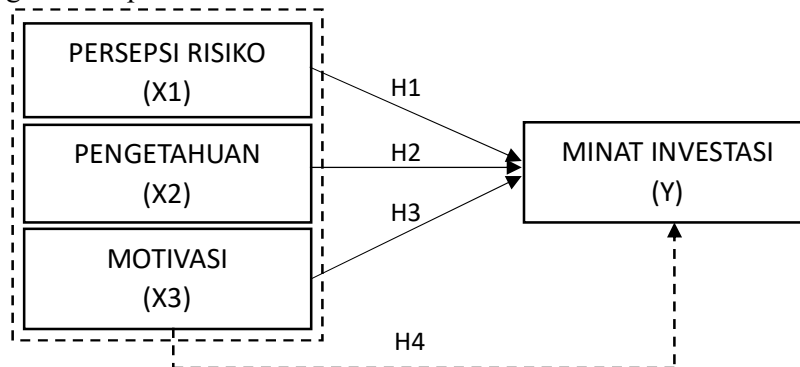 PERSEPSI RISIKO
(X1)
PENGETAHUAN
(X2)
MOTIVASI
(X3)
H1
H2
H3
H4
MINAT INVESTASI
(Y)